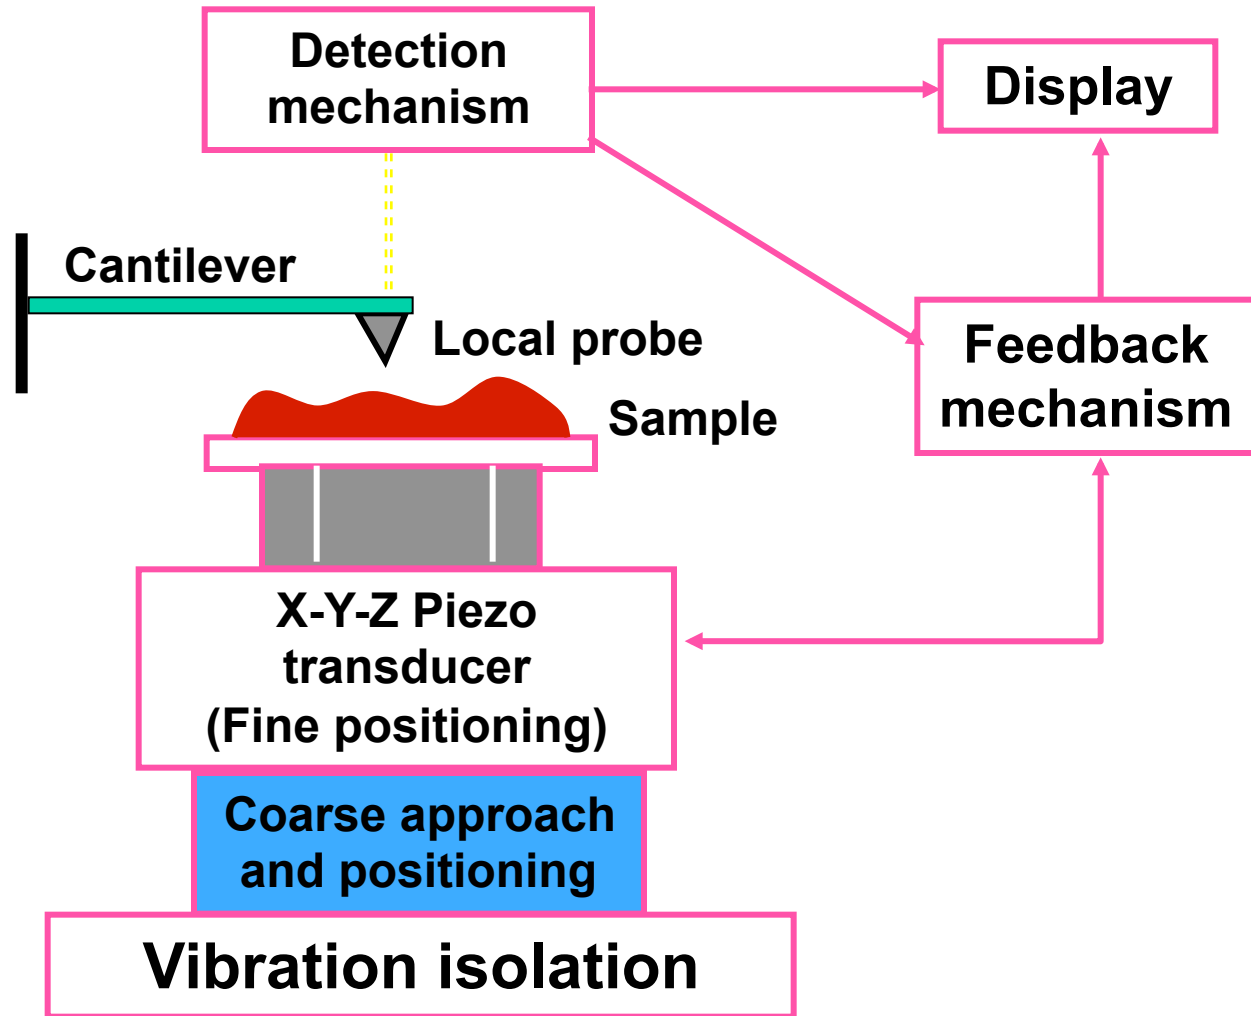 Detection
mechanism
Display
Cantilever
Local probe
Feedback
mechanism
Sample
X-Y-Z Piezo
transducer
(Fine positioning)
Coarse approach
and positioning
Vibration isolation